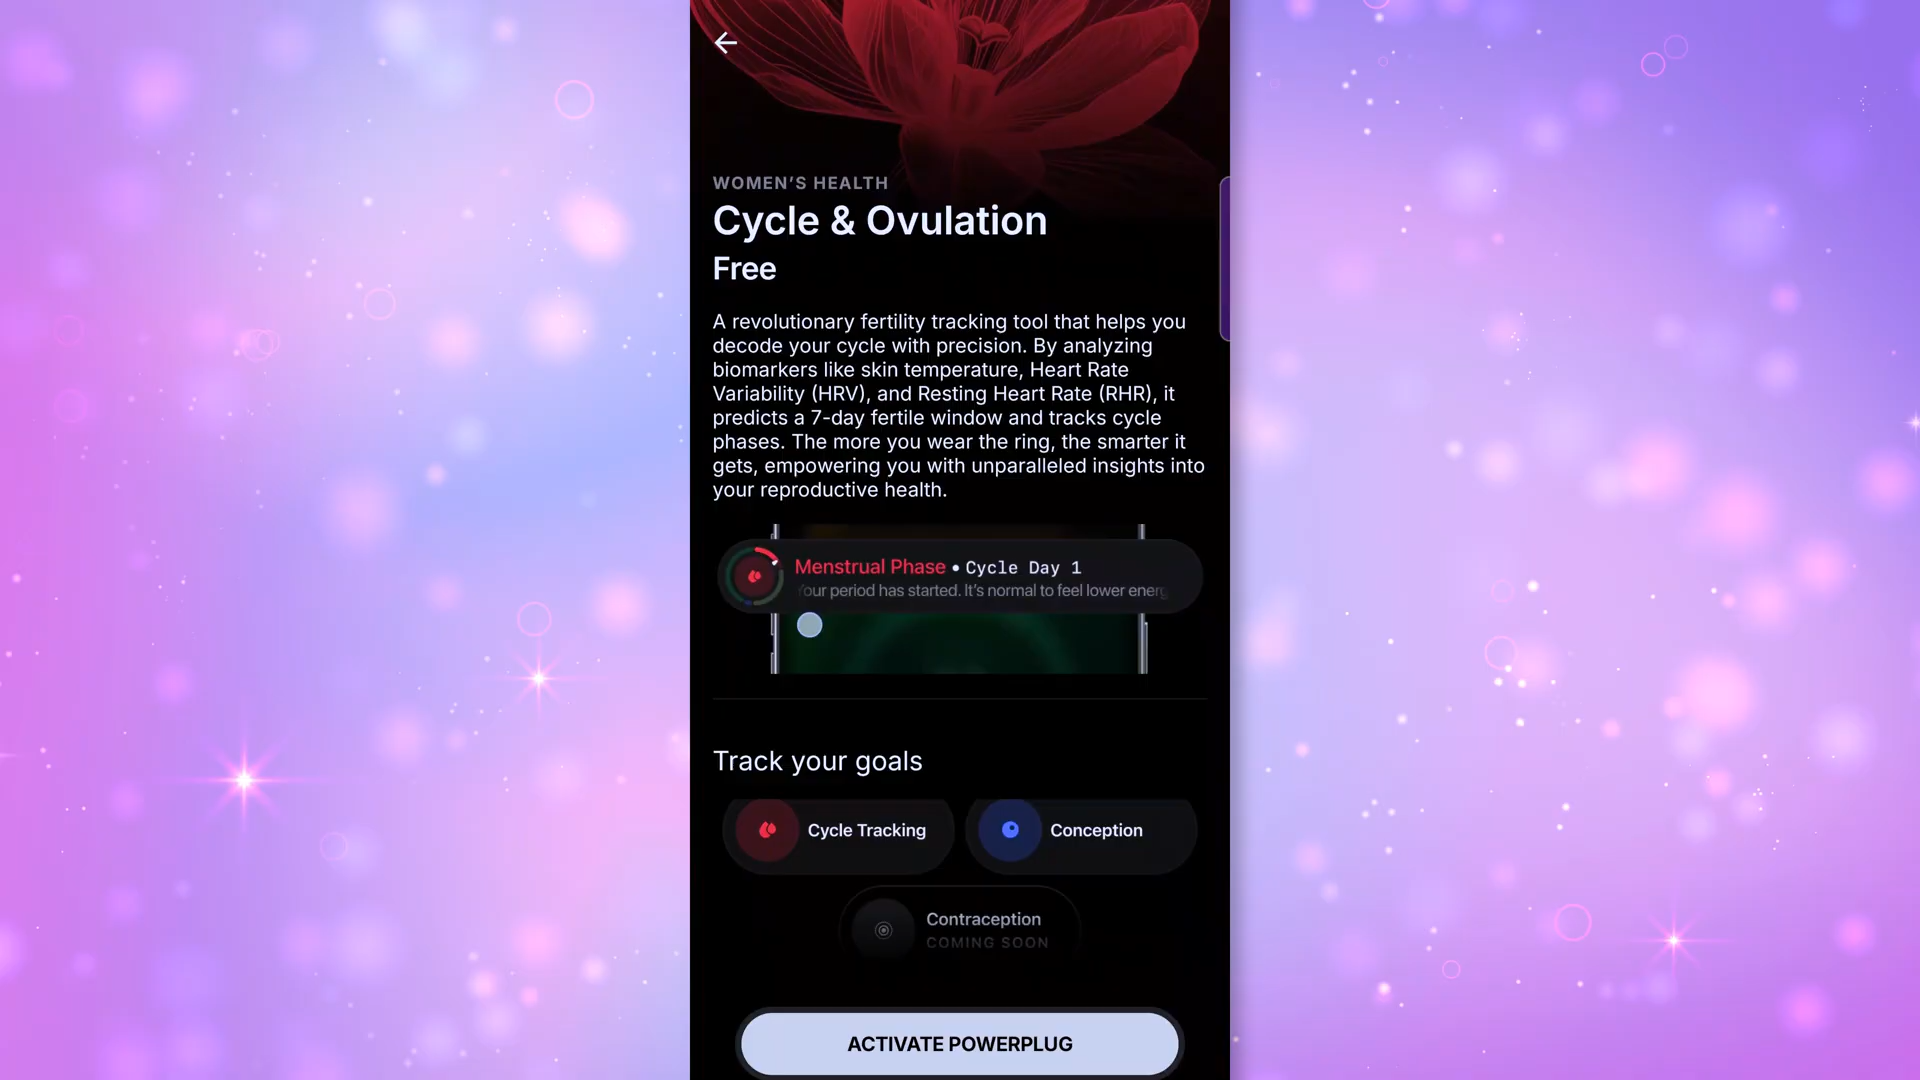 WOMEN’S HEALTH
Cycle & Ovulation
Free
A revolutionary fertility tracking tool that helps you
decode your cycle with precision. By analyzing
biomarkers like skin temperature, Heart Rate
Variability (HRV), and Resting Heart Rate (RHR), it
predicts a 7-day fertile window and tracks cycle
phases. The more you wear the ring, the smarter it
gets, empowering you with unparalleled insights into
your reproductive health.
Menstrual Phase • Cycle Day 1
Your period has started. It’s normal to feel lower
Track your goals
Cycle Tracking
Conception
Contraception
COMING SOON
ACTIVATE POWERPLUG